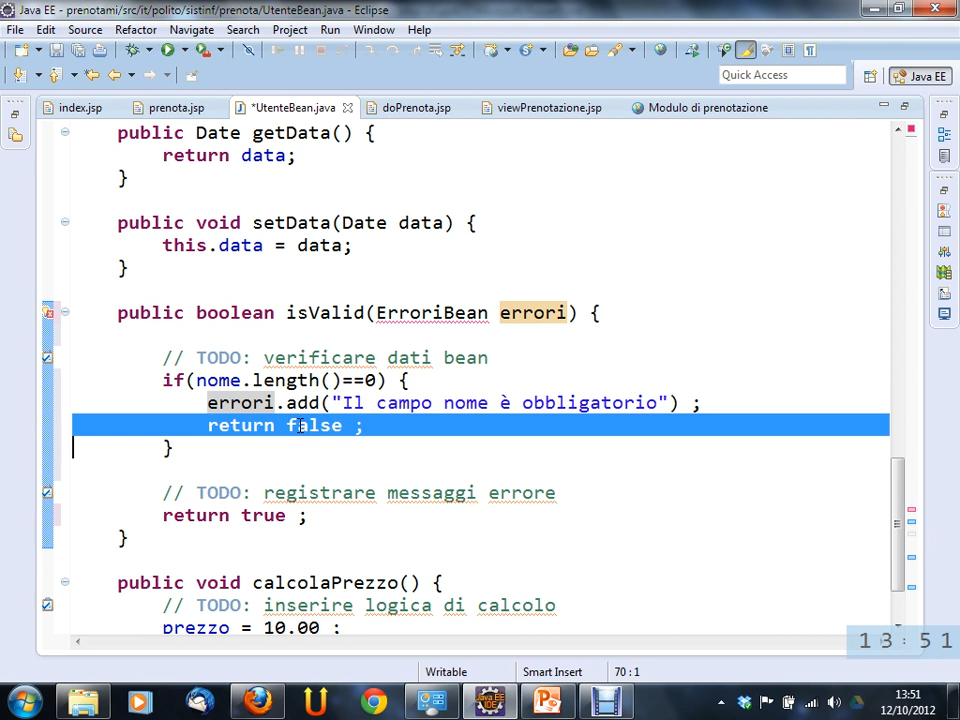 Java EE - prenotami/src/it/polito/sistinf/prenota/UtenteBean.java - Eclipse
File Edit Source Refactor Navigate Search Project Run Window Help
Quick Access
Java EE
index.jsp prenota.jsp *UtenteBean.java doPrenota.jsp viewPrenotazione.jsp Modulo di prenotazione
public Date getData() {
return data;
}
public void setData(Date data) {
this.data = data;
}
public boolean isValid(ErroriBean errori) {
// TODO: verificare dati bean
if(nome.length()==0) {
errori.add("Il campo nome è obbligatorio") ;
return false ;
}
// TODO: registrare messaggi errore
return true ;
}
public void calcolaPrezzo() {
// TODO: inserire logica di calcolo
prezzo = 10.00 ;
13:51
Writable Smart Insert 70 : 1
13:51
12/10/2012